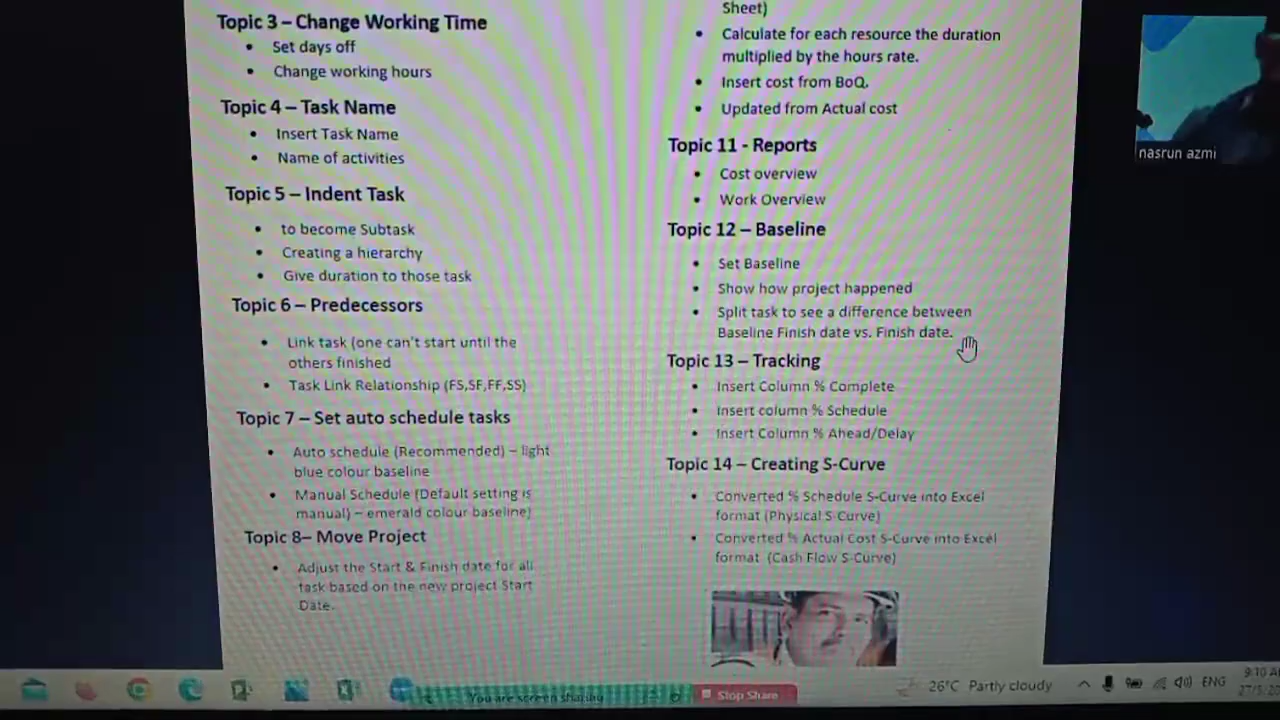 Topic 3 – Change Working Time
• Set days off
• Change working hours
Topic 4 – Task Name
• Insert Task Name
• Name of activities
Topic 5 – Indent Task
• to become Subtask
• Creating a hierarchy
• Give duration to those task
Topic 6 – Predecessors
• Link task (one can't start until the
others finished
• Task Link Relationship (FS,SF,FF,SS)
Topic 7 – Set auto schedule tasks
• Auto schedule (Recommended) – light
blue colour baseline
• Manual Schedule (Default setting is
manual) – emerald colour baseline)
Topic 8– Move Project
• Adjust the Start & Finish date for all
task based on the new project Start
Date.
Sheet)
• Calculate for each resource the duration
multiplied by the hours rate.
• Insert cost from BoQ.
• Updated from Actual cost
Topic 11 - Reports
• Cost overview
• Work Overview
Topic 12 – Baseline
• Set Baseline
• Show how project happened
• Split task to see a difference between
Baseline Finish date vs. Finish date.
Topic 13 – Tracking
• Insert Column % Complete
• Insert column % Schedule
• Insert Column % Ahead/Delay
Topic 14 – Creating S-Curve
• Converted % Schedule S-Curve into Excel
format (Physical S-Curve)
• Converted % Actual Cost S-Curve into Excel
format (Cash Flow S-Curve)
nasrun azmi
You are screen sharing
Stop Share
26°C Partly cloudy
ENG
9:10
27/5